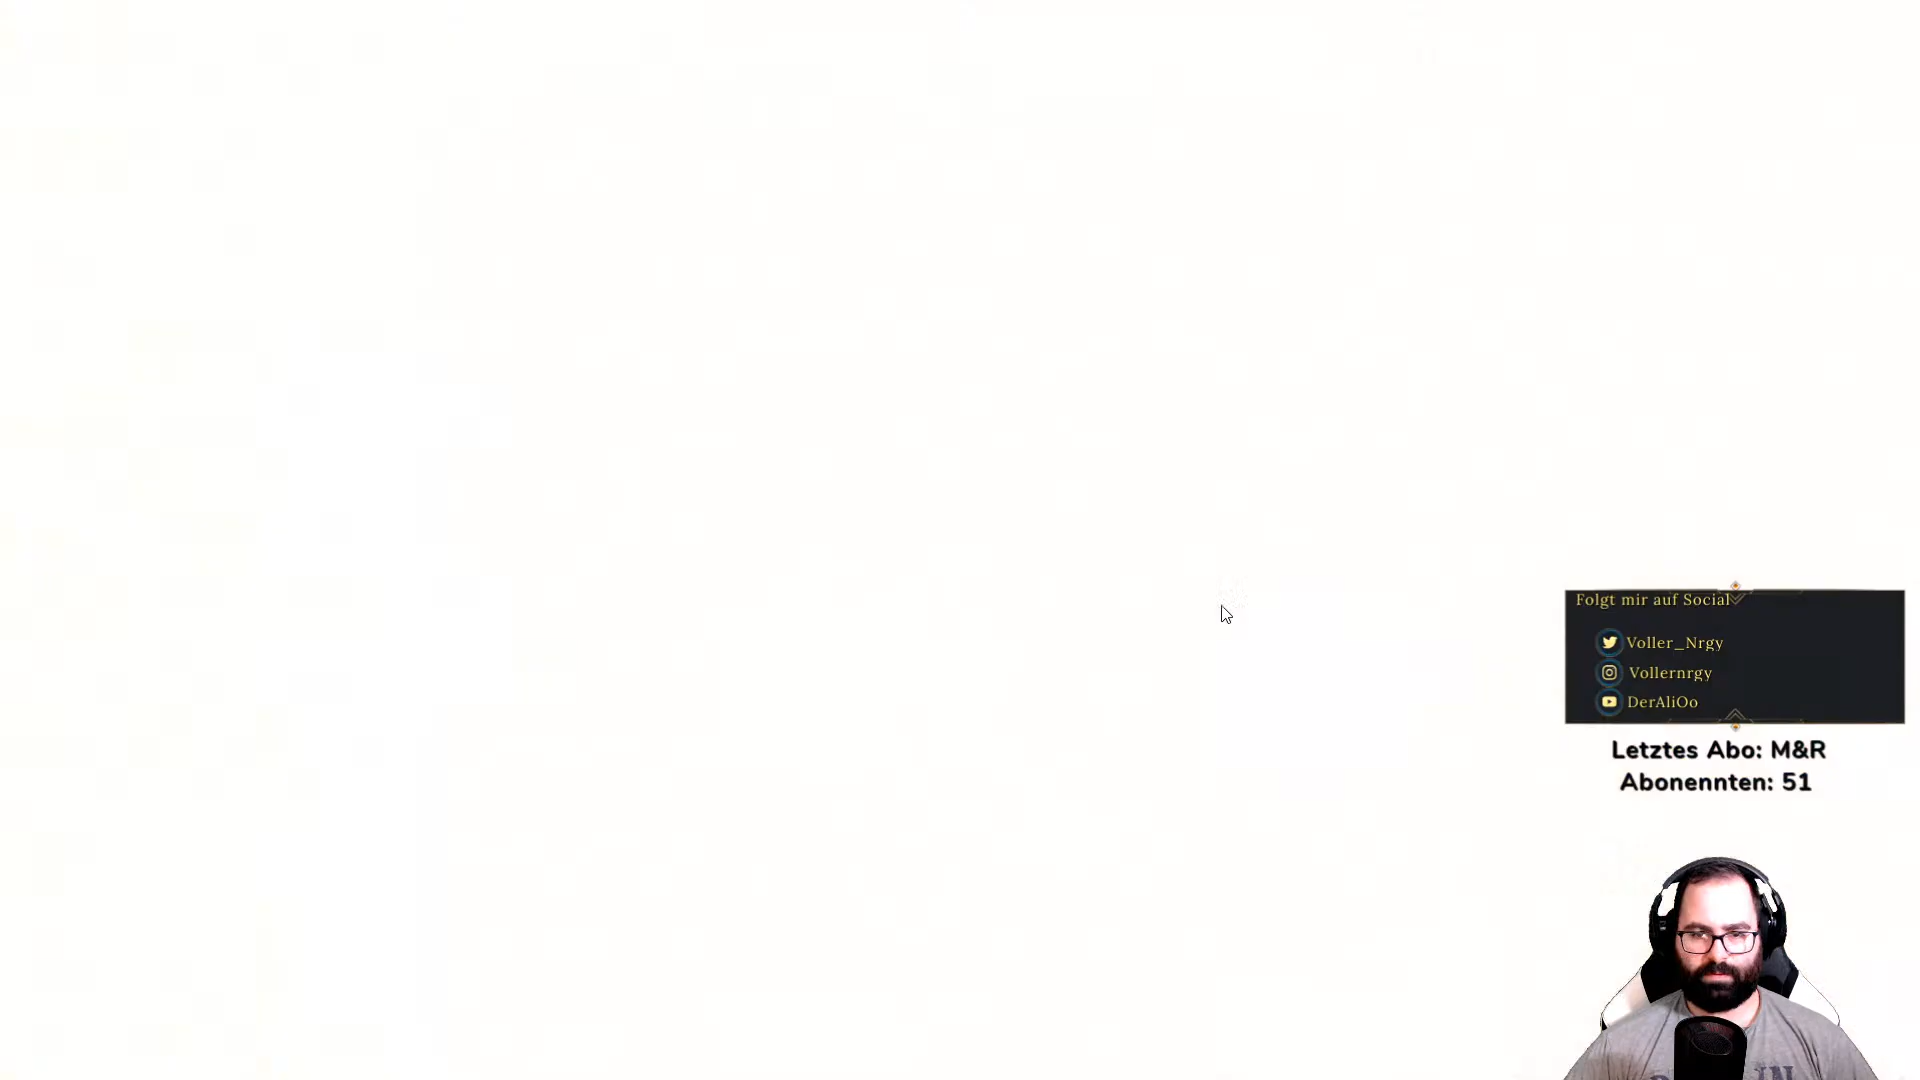 Folgt mir auf Social
Voller_Nrgy
Vollernrgy
DerAliOo
Letztes Abo: M&R
Abonennten: 51